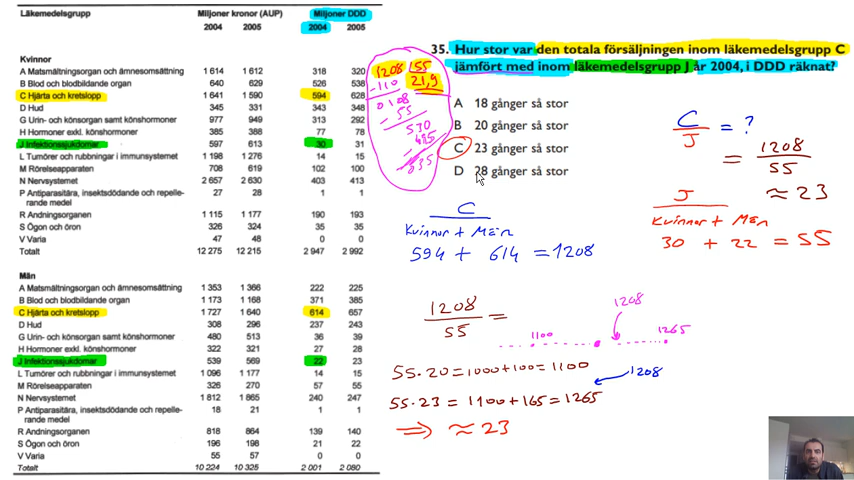 Läkemedelsgrupp Miljoner kronor (AUP) Miljoner DDD
2004 2005 2004 2005
Kvinnor
A Matsmältningsorgan och ämnesomsättning 1 614 1 612 318 320
B Blod och blodbildande organ 640 629 526 538
C Hjärta och kretslopp 1 641 1 590 594 628
D Hud 345 331 343 348
G Urin- och könsorgan samt könshormoner 977 949 313 292
H Hormoner exkl. könshormoner 385 388 77 78
J Infektionssjukdomar 597 613 30 31
L Tumörer och rubbningar i immunsystemet 1 198 1 276 14 15
M Rörelseapparaten 708 619 102 100
N Nervsystemet 2 657 2 630 403 413
P Antiparasitära, insektsdödande och repelle-
rande medel 27 28 1 1
R Andningsorganen 1 115 1 177 190 193
S Ögon och öron 326 324 35 35
V Varia 47 48 0 0
Totalt 12 275 12 215 2 947 2 992
Män
A Matsmältningsorgan och ämnesomsättning 1 353 1 366 222 225
B Blod och blodbildande organ 1 173 1 168 371 385
C Hjärta och kretslopp 1 727 1 640 614 657
D Hud 308 296 237 243
G Urin- och könsorgan samt könshormoner 480 513 36 39
H Hormoner exkl. könshormoner 322 321 27 28
J Infektionssjukdomar 539 569 22 23
L Tumörer och rubbningar i immunsystemet 1 096 1 177 14 15
M Rörelseapparaten 326 270 57 55
N Nervsystemet 1 812 1 865 240 247
P Antiparasitära, insektsdödande och repelle-
rande medel 18 21 1 1
R Andningsorganen 818 864 139 140
S Ögon och öron 196 198 21 22
V Varia 55 57 0 0
Totalt 10 224 10 325 2 001 2 080
35. Hur stor var den totala försäljningen inom läkemedelsgrupp C
jämfört med inom läkemedelsgrupp J år 2004, i DDD räknat?
A 18 gånger så stor
B 20 gånger så stor
C 23 gånger så stor
D 28 gånger så stor
1208 55
-110 21,9
0108
- 55
530
495
035
C/J = ?
= 1208/55
≈ 23
C
Kvinnor + MÄN
594 + 614 = 1208
J
Kvinnor + MÄN
30 + 22 = 55
1208/55 =
1208
1100 1265
55·20 = 1000+100 = 1100
1208
55·23 = 1100+165 = 1265
⇒ ≈ 23